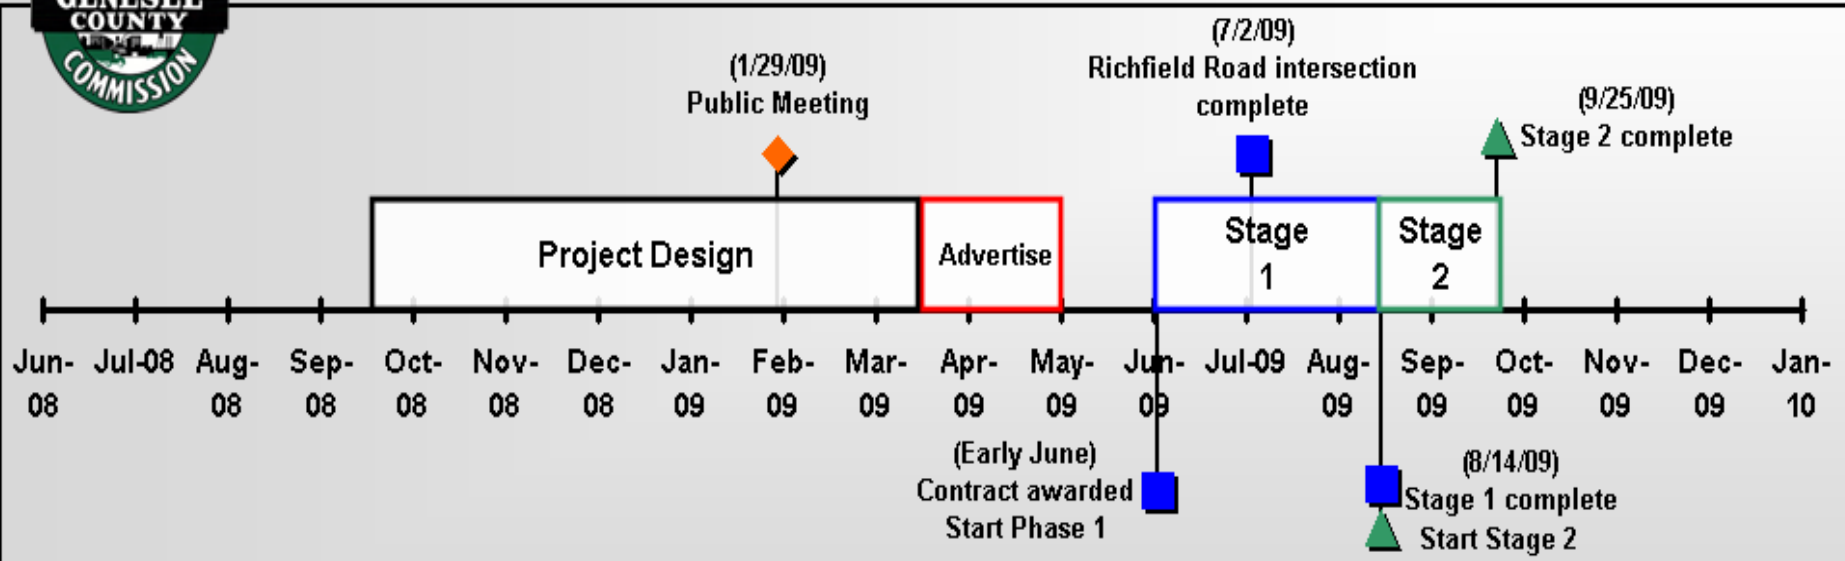 GENESEE
COUNTY
COMMISSION
(1/29/09)
Public Meeting
(7/2/09)
Richfield Road intersection
complete
(9/25/09)
Stage 2 complete
Project Design
Advertise
Stage
1
Stage
2
Jun-
08
Jul-08
Aug-
08
Sep-
08
Oct-
08
Nov-
08
Dec-
08
Jan-
09
Feb-
09
Mar-
09
Apr-
09
May-
09
Jun-
09
Jul-09
Aug-
09
Sep-
09
Oct-
09
Nov-
09
Dec-
09
Jan-
10
(Early June)
Contract awarded
Start Phase 1
(8/14/09)
Stage 1 complete
Start Stage 2